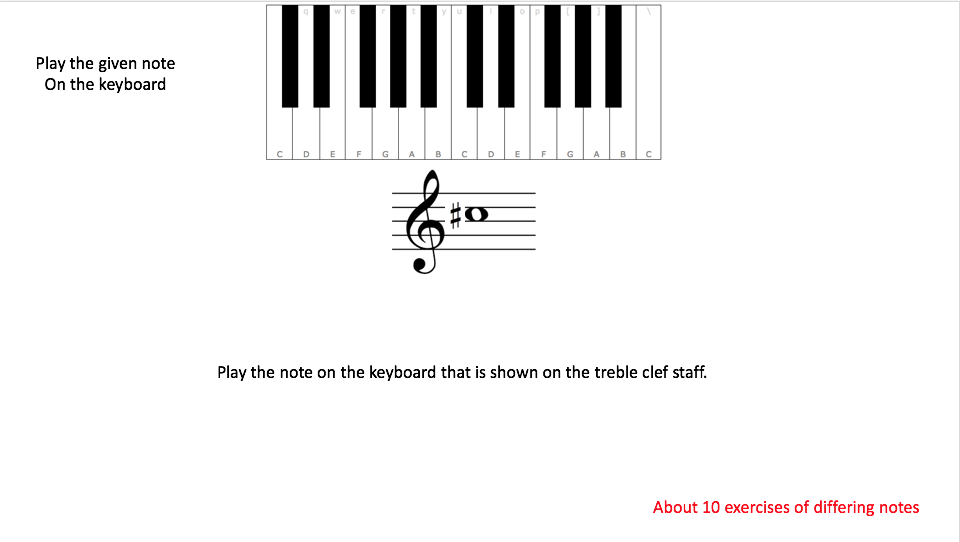 q w e r t y u i o p [ ] \
Play the given note
On the keyboard
C D E F G A B C D E F G A B C
Play the note on the keyboard that is shown on the treble clef staff.
About 10 exercises of differing notes